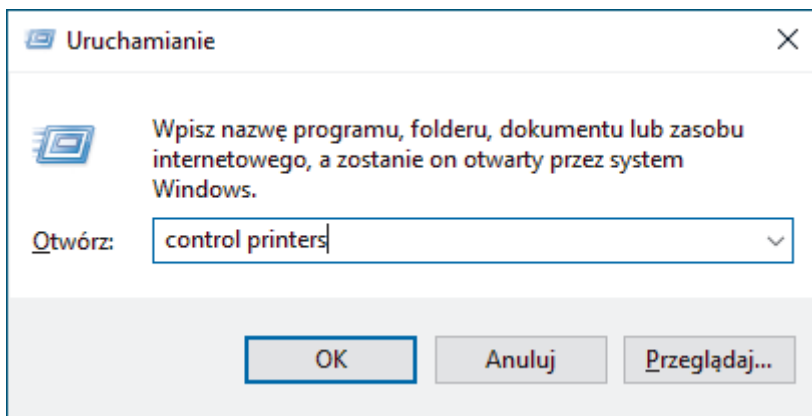 Uruchamianie
Wpisz nazwę programu, folderu, dokumentu lub zasobu
internetowego, a zostanie on otwarty przez system
Windows.
Otwórz: control printers
OK Anuluj Przeglądaj...